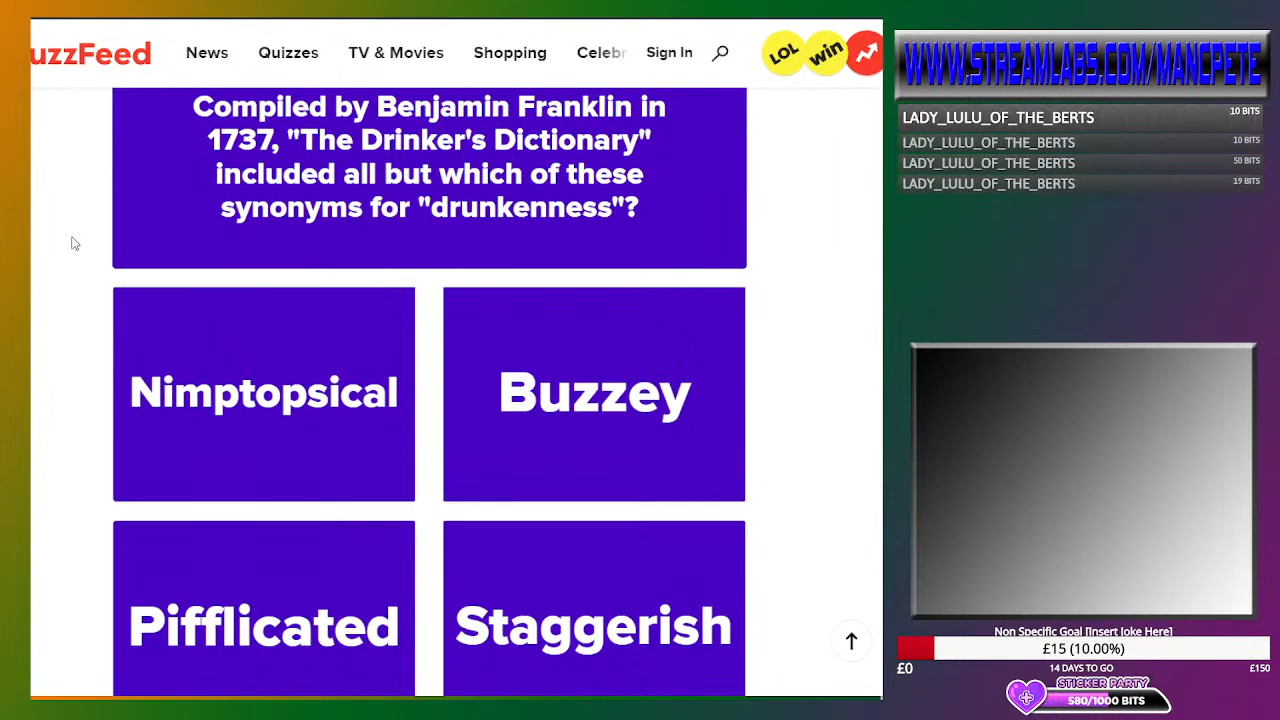 uzzFeed
News
Quizzes
TV & Movies
Shopping
Celebr
Sign In
LOL
win
Compiled by Benjamin Franklin in
1737, "The Drinker's Dictionary"
included all but which of these
synonyms for "drunkenness"?
Nimptopsical
Buzzey
Pifflicated
Staggerish
WWW.STREAMLABS.COM/MANCPETE
LADY_LULU_OF_THE_BERTS 10 BITS
LADY_LULU_OF_THE_BERTS 10 BITS
LADY_LULU_OF_THE_BERTS 50 BITS
LADY_LULU_OF_THE_BERTS 19 BITS
Non Specific Goal [Insert Joke Here]
£15 (10.00%)
£0 14 DAYS TO GO £150
STICKER PARTY
580/1000 BITS